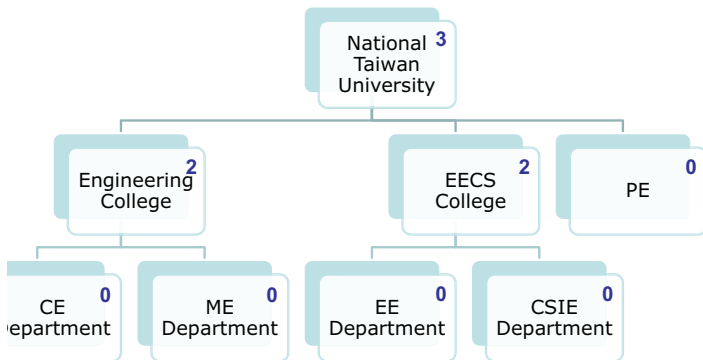 National 3
Taiwan
University
Engineering 2
College
EECS 2
College
PE 0
CE 0
epartment
ME 0
Department
EE 0
Department
CSIE 0
Department